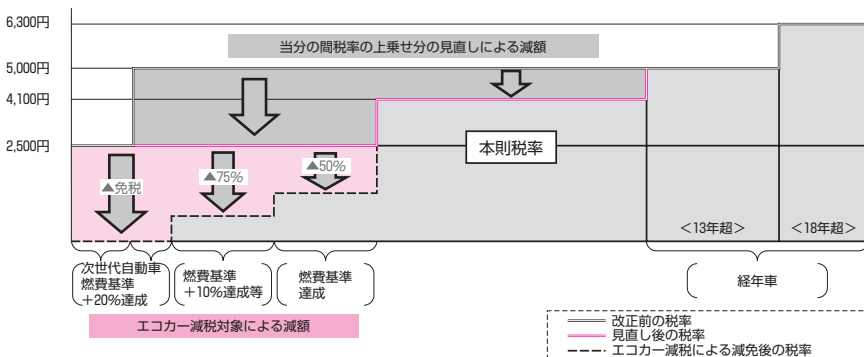 6,300円
当分の間税率の上乗せ分の見直しによる減額
5,000円
4,100円
2,500円
本則税率
▲免税
▲75%
▲50%
<13年超>
<18年超>
次世代自動車
燃費基準
+20%達成
燃費基準
+10%達成等
燃費基準
達成
経年車
エコカー減税対象による減額
改正前の税率
見直し後の税率
エコカー減税による減免後の税率